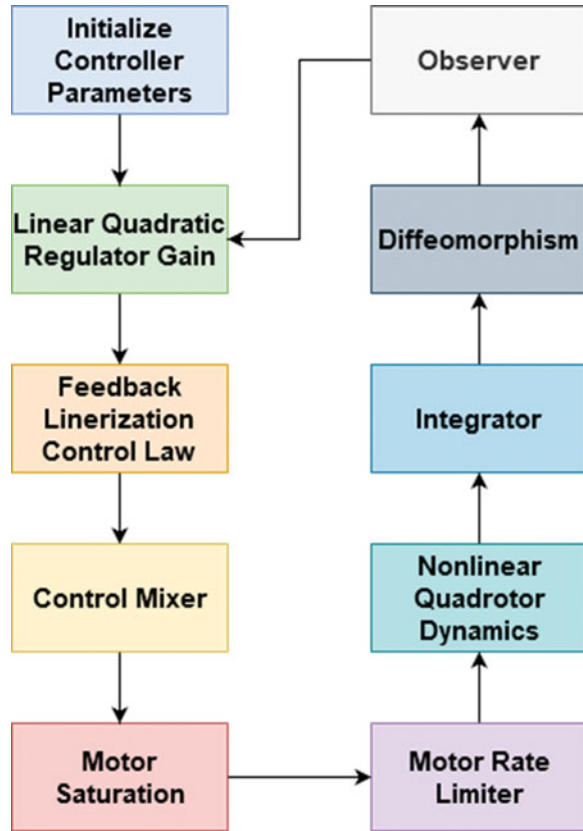 Initialize
Controller
Parameters
Linear Quadratic
Regulator Gain
Feedback
Linerization
Control Law
Control Mixer
Motor
Saturation
Motor Rate
Limiter
Nonlinear
Quadrotor
Dynamics
Integrator
Diffeomorphism
Observer